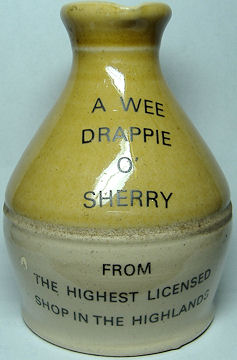 A WEE
DRAPPIE
O'
SHERRY
FROM
THE HIGHEST LICENSED
SHOP IN THE HIGHLANDS